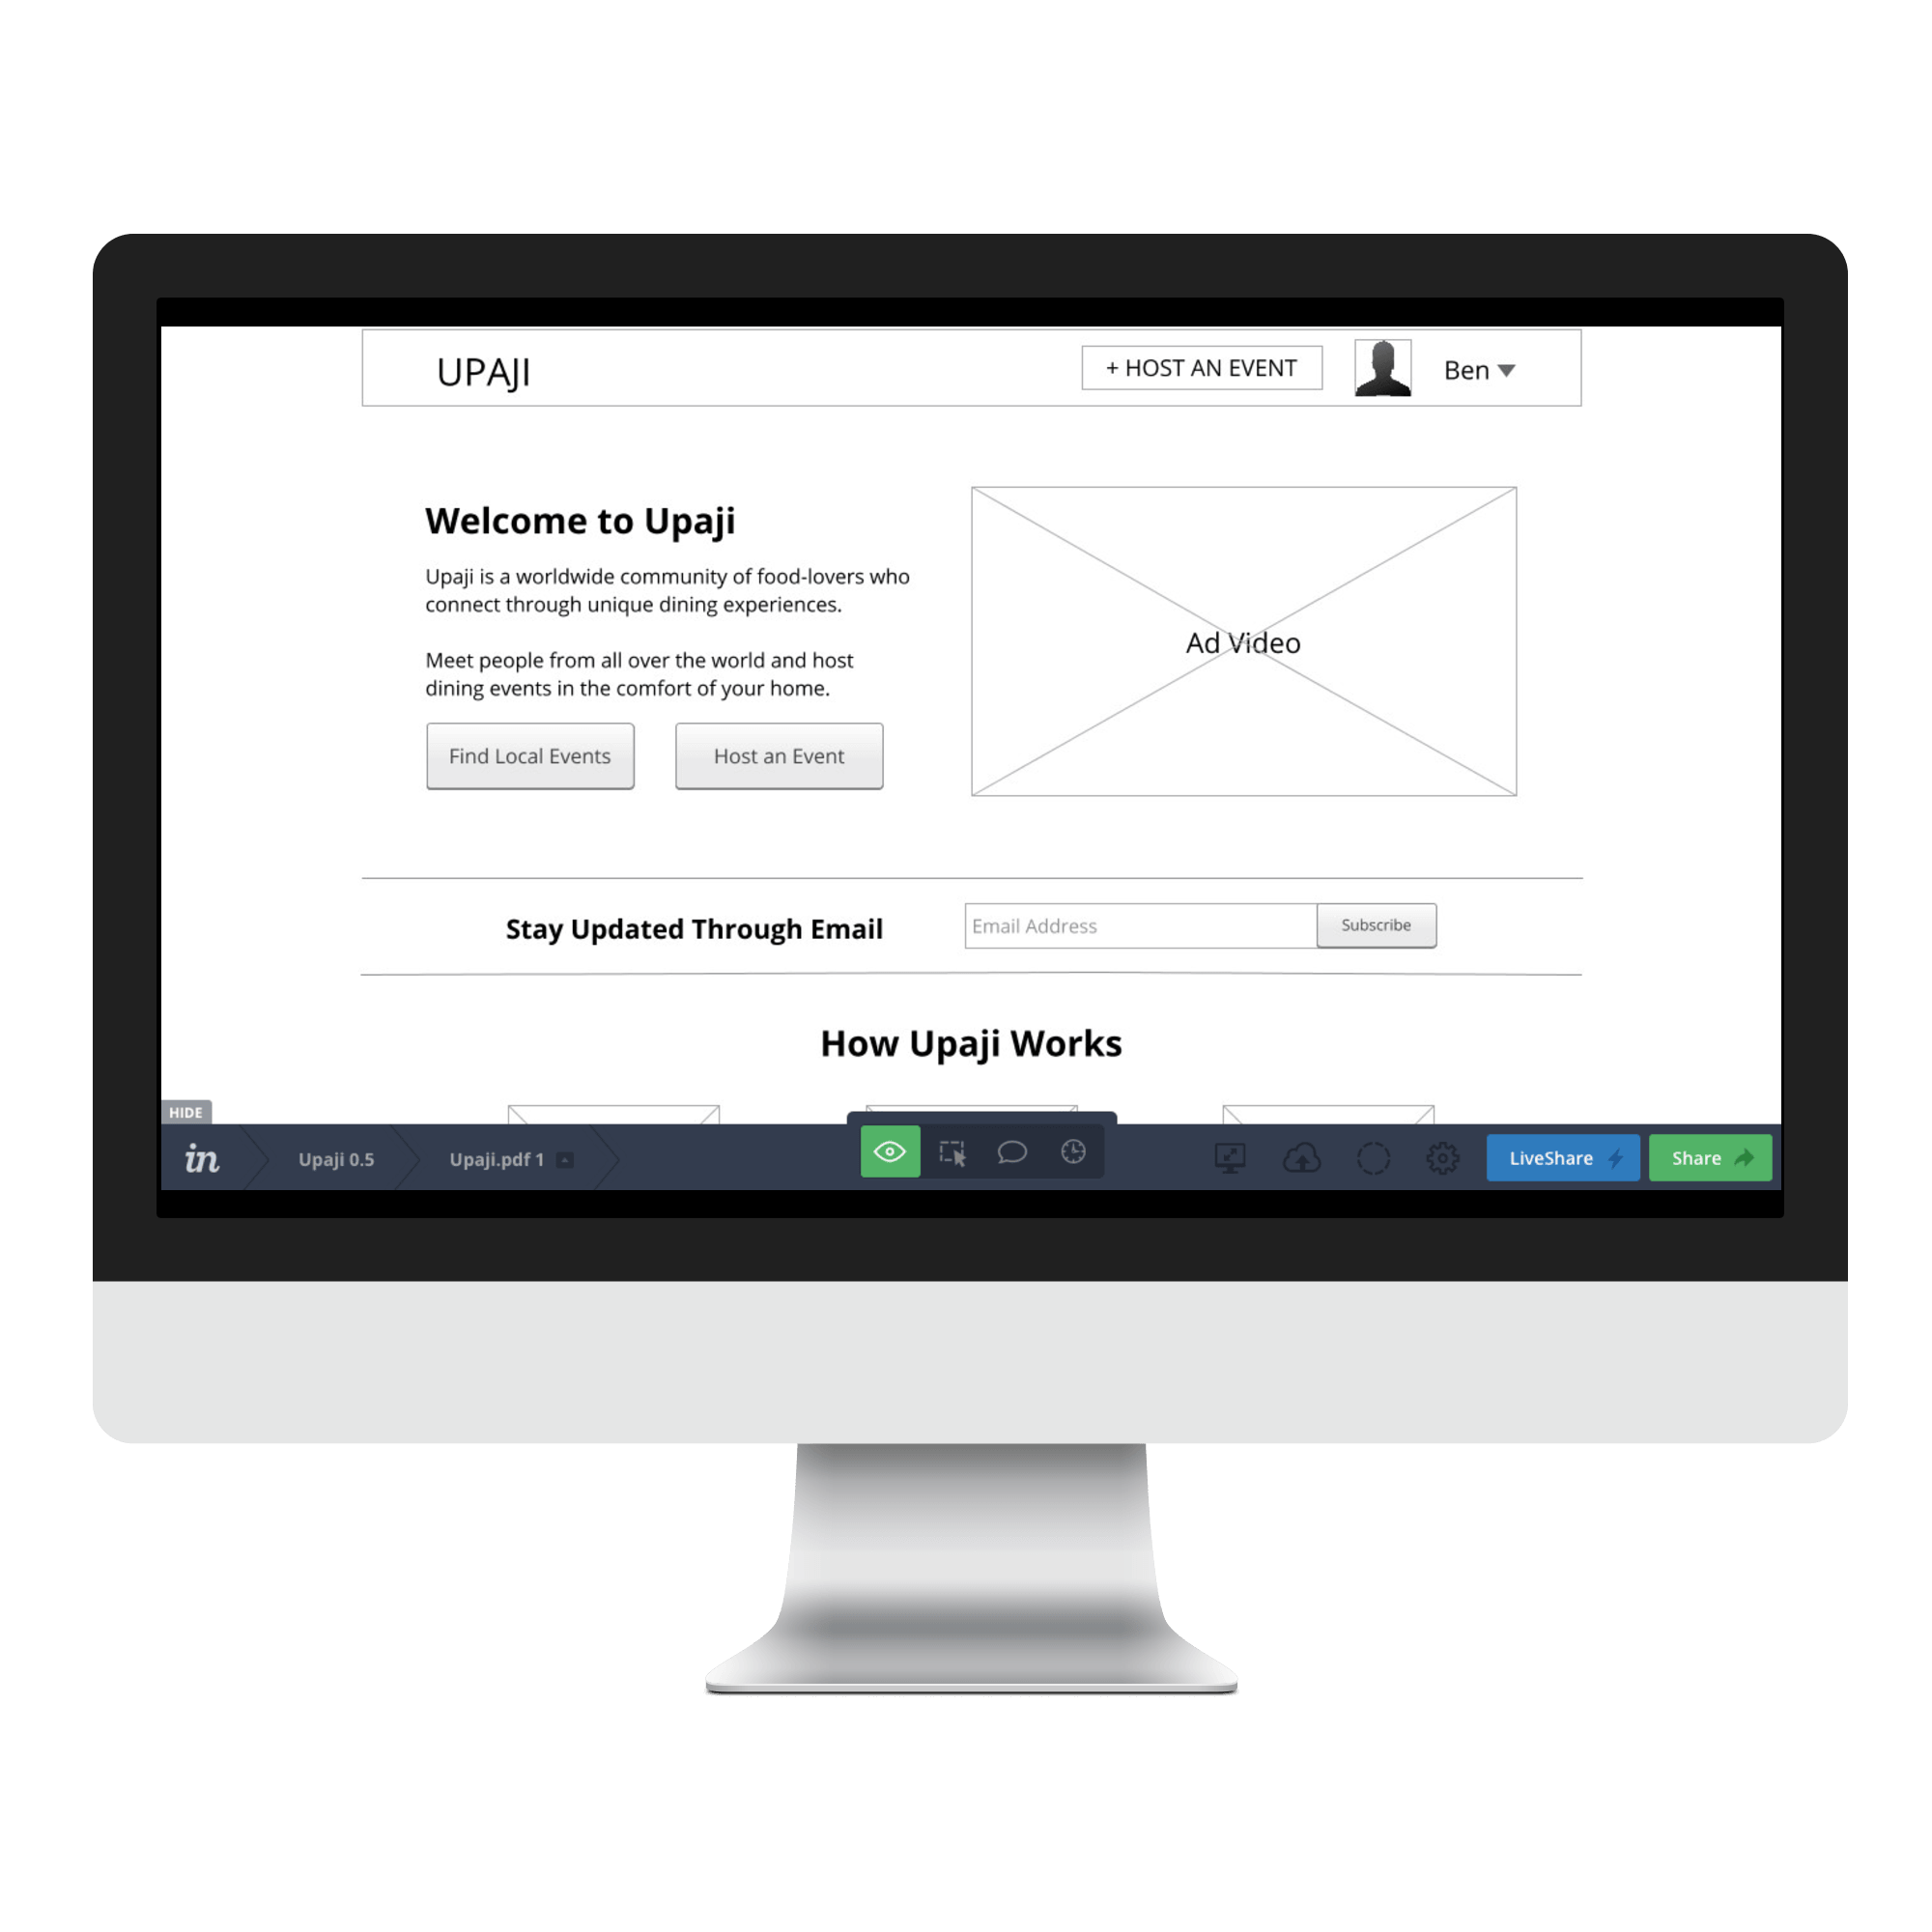 UPAJI
+ HOST AN EVENT
Ben
Welcome to Upaji
Upaji is a worldwide community of food-lovers who
connect through unique dining experiences.
Meet people from all over the world and host
dining events in the comfort of your home.
Find Local Events
Host an Event
Ad Video
Stay Updated Through Email
Email Address
Subscribe
How Upaji Works
HIDE
in
Upaji 0.5
Upaji.pdf 1
LiveShare
Share